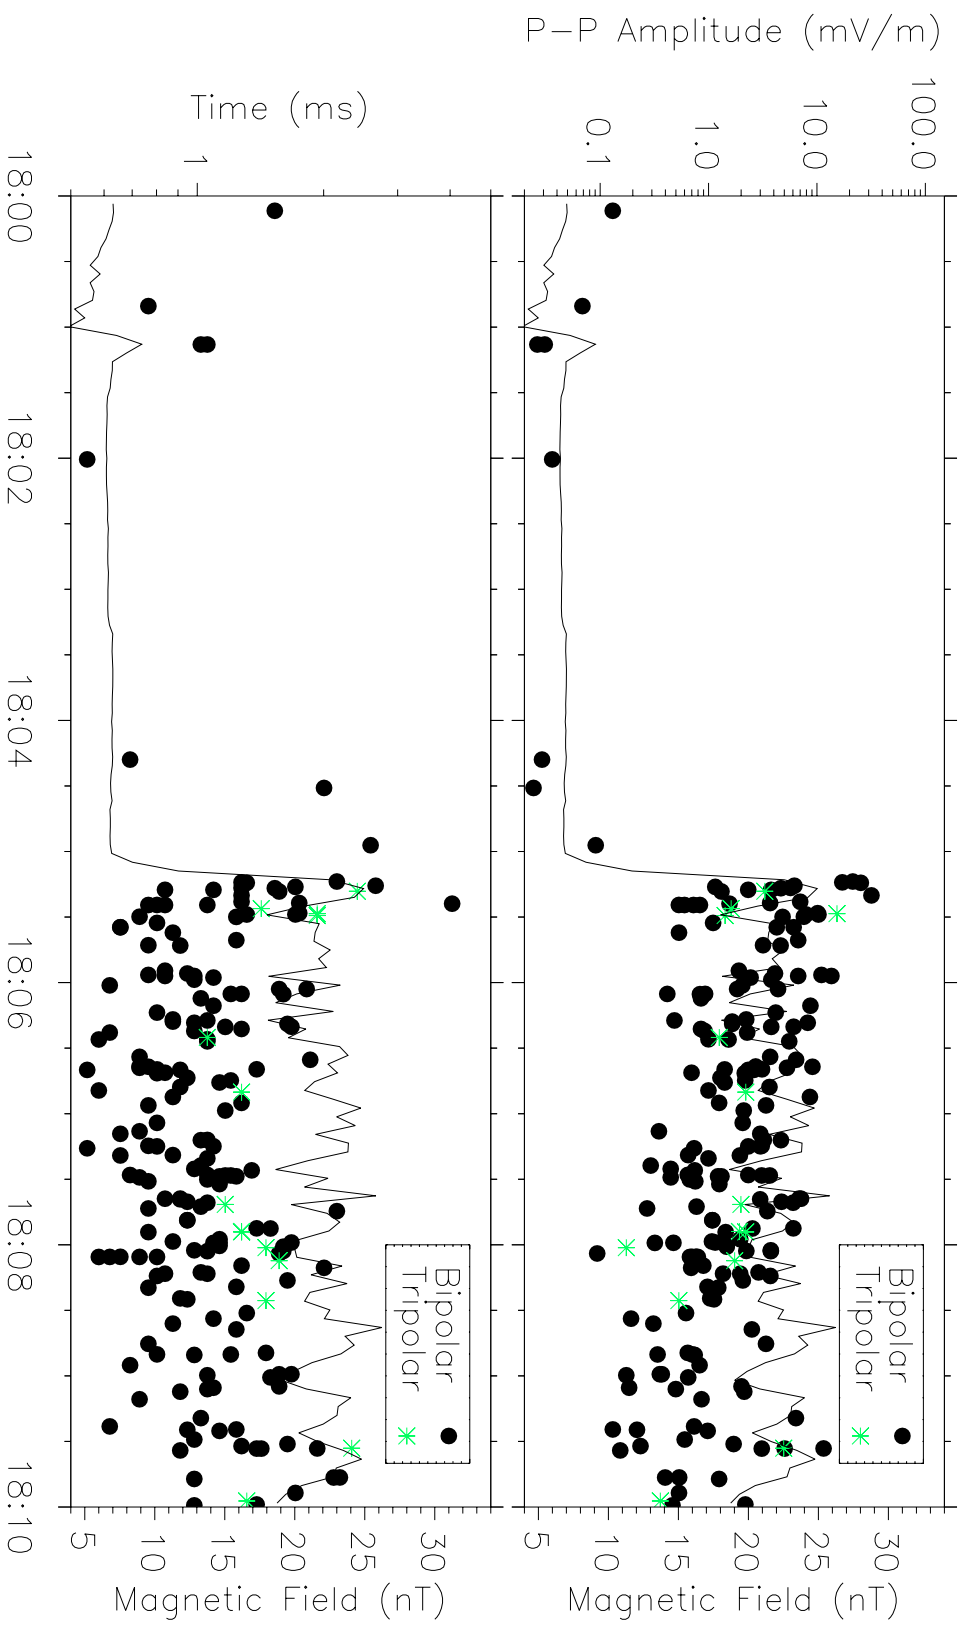 P-P Amplitude (mV/m)
100.0
10.0
1.0
0.1
Bipolar
Tripolar
30
25
20
15
10
5
Magnetic Field (nT)
Time (ms)
1
Bipolar
Tripolar
30
25
20
15
10
5
Magnetic Field (nT)
18:00
18:02
18:04
18:06
18:08
18:10